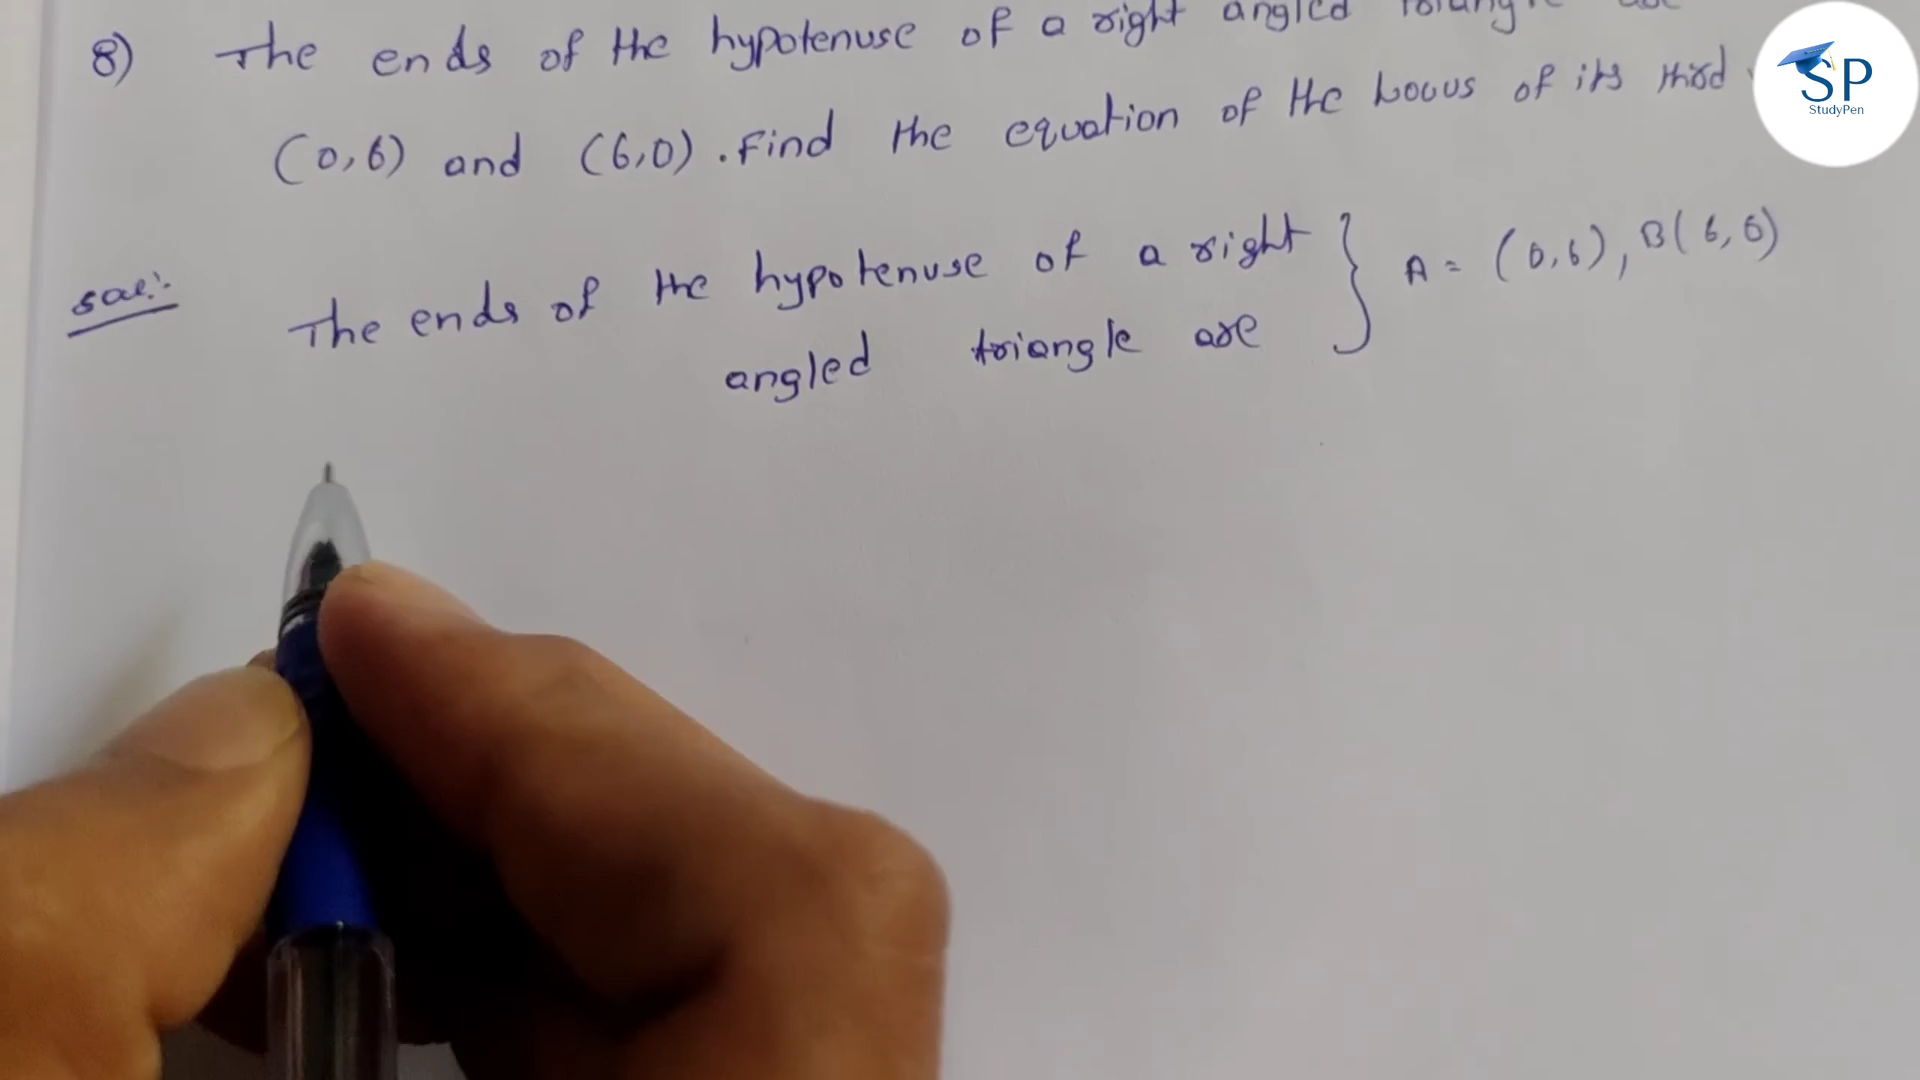 8) The ends of the hypotenuse of a right angled triangle are
(0,6) and (6,0). Find the equation of the Locus of its third
SP
StudyPen
Sol:-
The ends of the hypotenuse of a right
angled triangle are } A = (0,6), B(6,0)